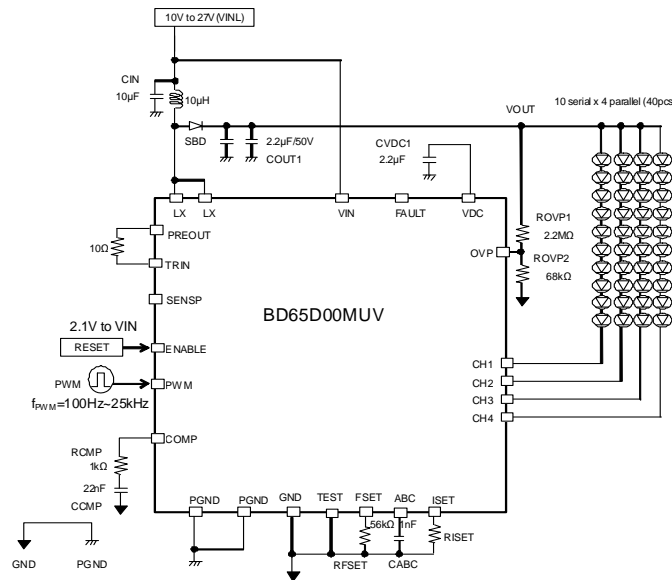 10V to 27V(VINL)
CIN
10µF
10µH
VOUT
10 serial x 4 parallel (40pcs
SBD
2.2µF/50V
COUT1
CVDC1
2.2µF
LX
LX
VIN
FAULT
VDC
PREOUT
10Ω
TRIN
SENSP
OVP
ROVP1
2.2MΩ
ROVP2
68kΩ
BD65D00MUV
2.1V to VIN
RESET
ENABLE
PWM
PWM
fPWM=100Hz~25kHz
CH1
CH2
CH3
CH4
COMP
RCMP
1kΩ
22nF
CCMP
PGND
PGND
GND
TEST
FSET
ABC
ISET
56kΩ
1nF
RISET
RFSET
CABC
GND
PGND